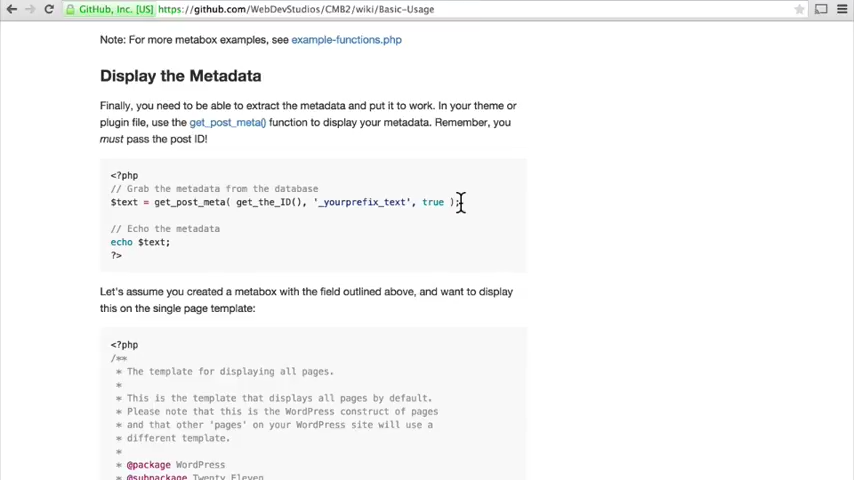 GitHub, Inc. [US] https://github.com/WebDevStudios/CMB2/wiki/Basic-Usage
Note: For more metabox examples, see example-functions.php
Display the Metadata
Finally, you need to be able to extract the metadata and put it to work. In your theme or
plugin file, use the get_post_meta() function to display your metadata. Remember, you
must pass the post ID!
<?php
// Grab the metadata from the database
$text = get_post_meta( get_the_ID(), '_yourprefix_text', true );
// Echo the metadata
echo $text;
?>
Let's assume you created a metabox with the field outlined above, and want to display
this on the single page template:
<?php
/**
* The template for displaying all pages.
*
* This is the template that displays all pages by default.
* Please note that this is the WordPress construct of pages
* and that other 'pages' on your WordPress site will use a
* different template.
*
* @package WordPress
* @subpackage Twenty_Eleven